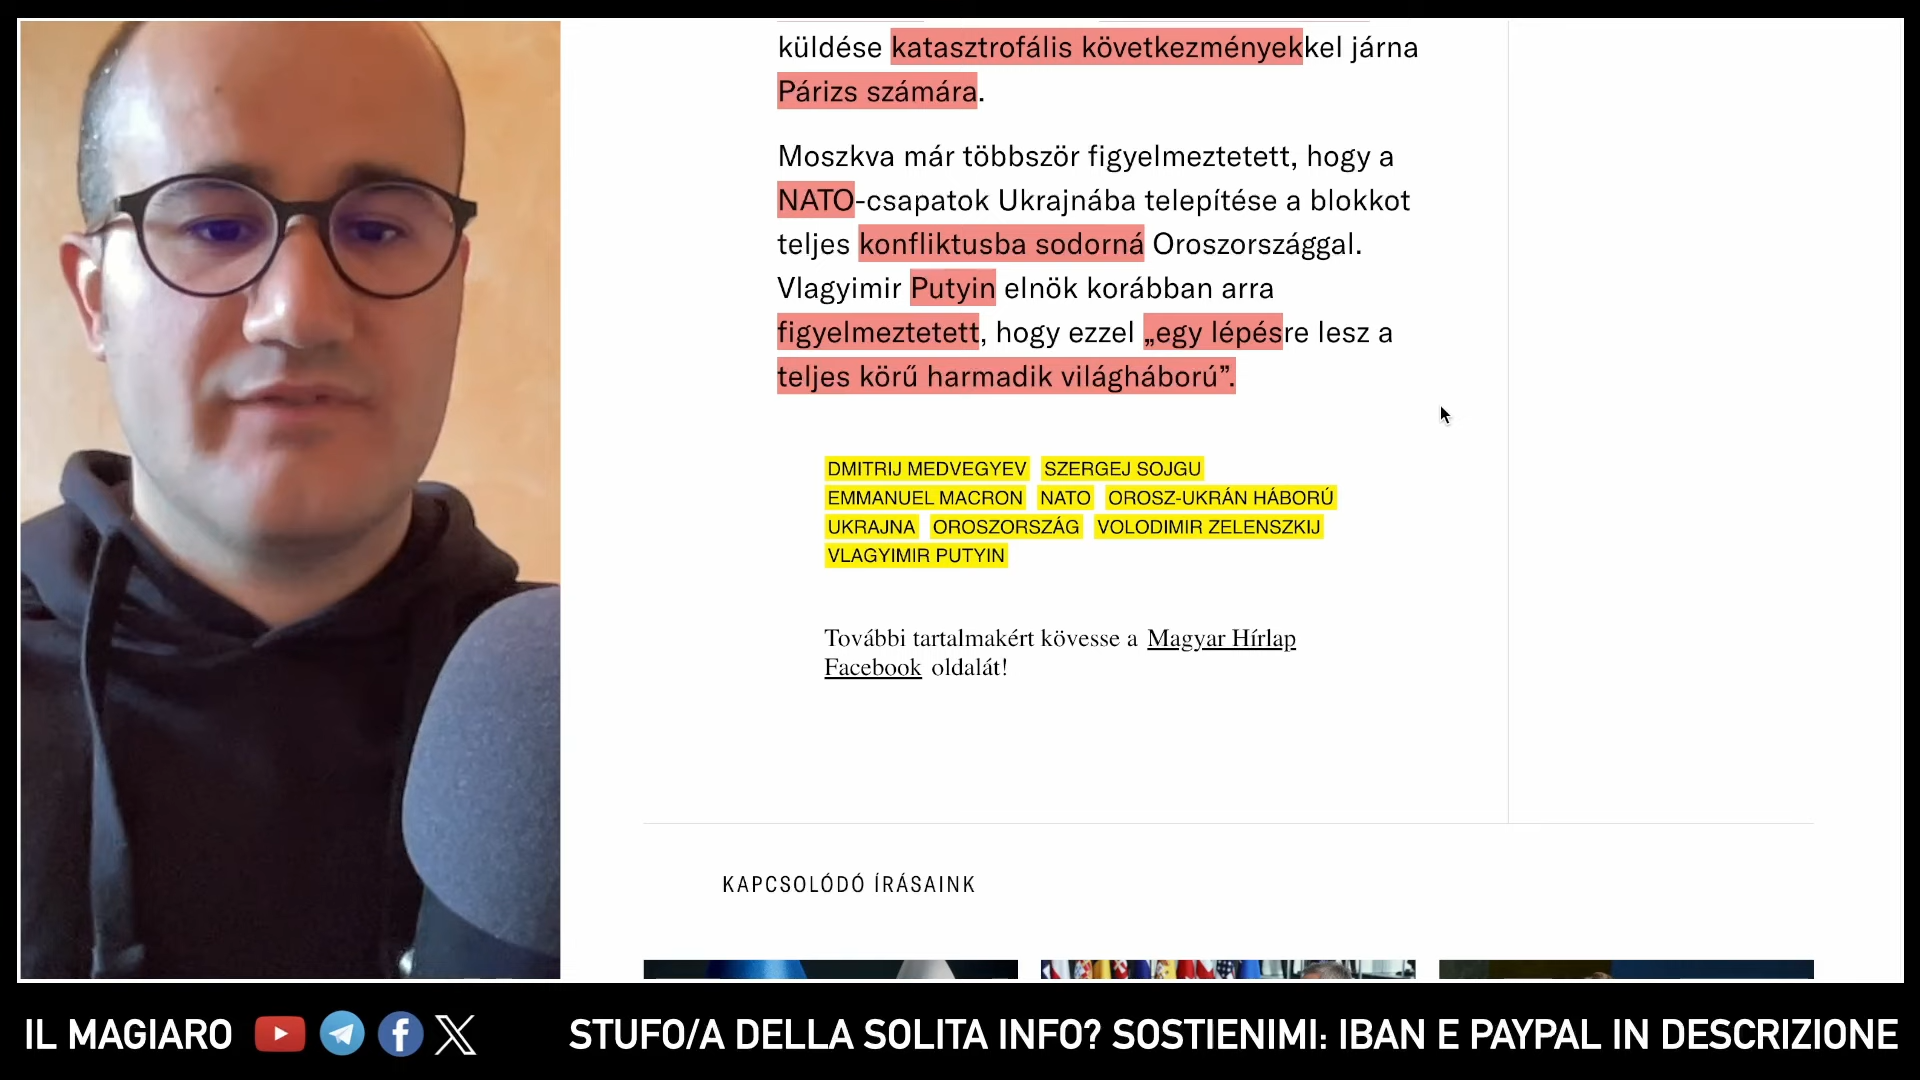 küldése katasztrofális következményekkel járna
Párizs számára.
Moszkva már többször figyelmeztetett, hogy a
NATO-csapatok Ukrajnába telepítése a blokkot
teljes konfliktusba sodorná Oroszországgal.
Vlagyimir Putyin elnök korábban arra
figyelmeztetett, hogy ezzel „egy lépésre lesz a
teljes körű harmadik világháború”.
DMITRIJ MEDVEGYEV SZERGEJ SOJGU
EMMANUEL MACRON NATO OROSZ-UKRÁN HÁBORÚ
UKRAJNA OROSZORSZÁG VOLODIMIR ZELENSZKIJ
VLAGYIMIR PUTYIN
További tartalmakért kövesse a Magyar Hírlap
Facebook oldalát!
KAPCSOLÓDÓ ÍRÁSAINK
IL MAGIARO STUFO/A DELLA SOLITA INFO? SOSTIENIMI: IBAN E PAYPAL IN DESCRIZIONE